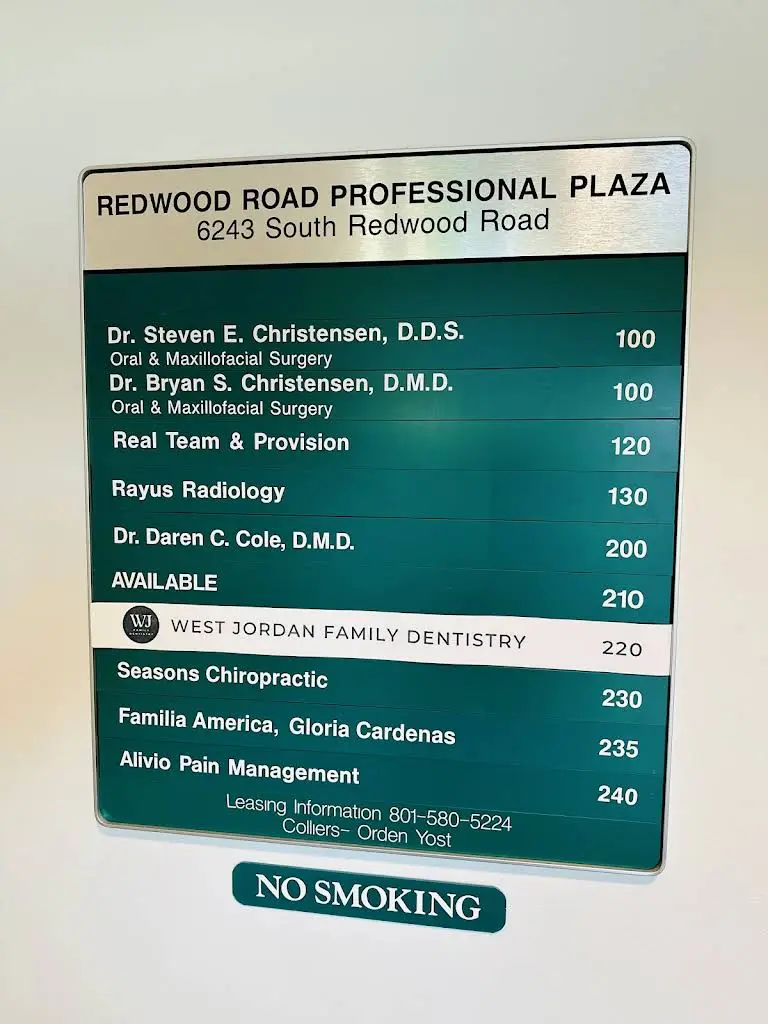 REDWOOD ROAD PROFESSIONAL PLAZA
6243 South Redwood Road
Dr. Steven E. Christensen, D.D.S. 100
Oral & Maxillofacial Surgery
Dr. Bryan S. Christensen, D.M.D. 100
Oral & Maxillofacial Surgery
Real Team & Provision 120
Rayus Radiology 130
Dr. Daren C. Cole, D.M.D. 200
AVAILABLE 210
WJ FAMILY DENTISTRY WEST JORDAN FAMILY DENTISTRY 220
Seasons Chiropractic 230
Familia America, Gloria Cardenas 235
Alivio Pain Management 240
Leasing Information 801-580-5224
Colliers- Orden Yost
NO SMOKING